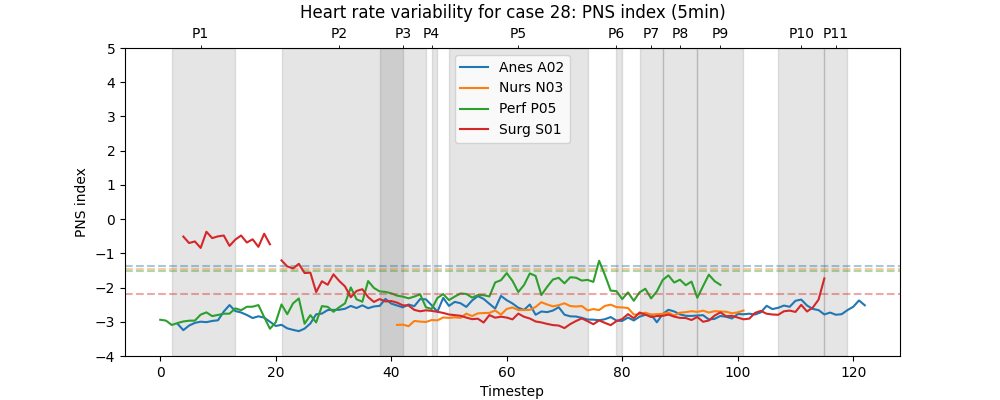 Heart rate variability for case 28: PNS index (5min)
P1 P2 P3 P4 P5 P6 P7 P8 P9 P10 P11
5
4
3
2
1
0
−1
−2
−3
−4
PNS index
Anes A02
Nurs N03
Perf P05
Surg S01
0 20 40 60 80 100 120
Timestep